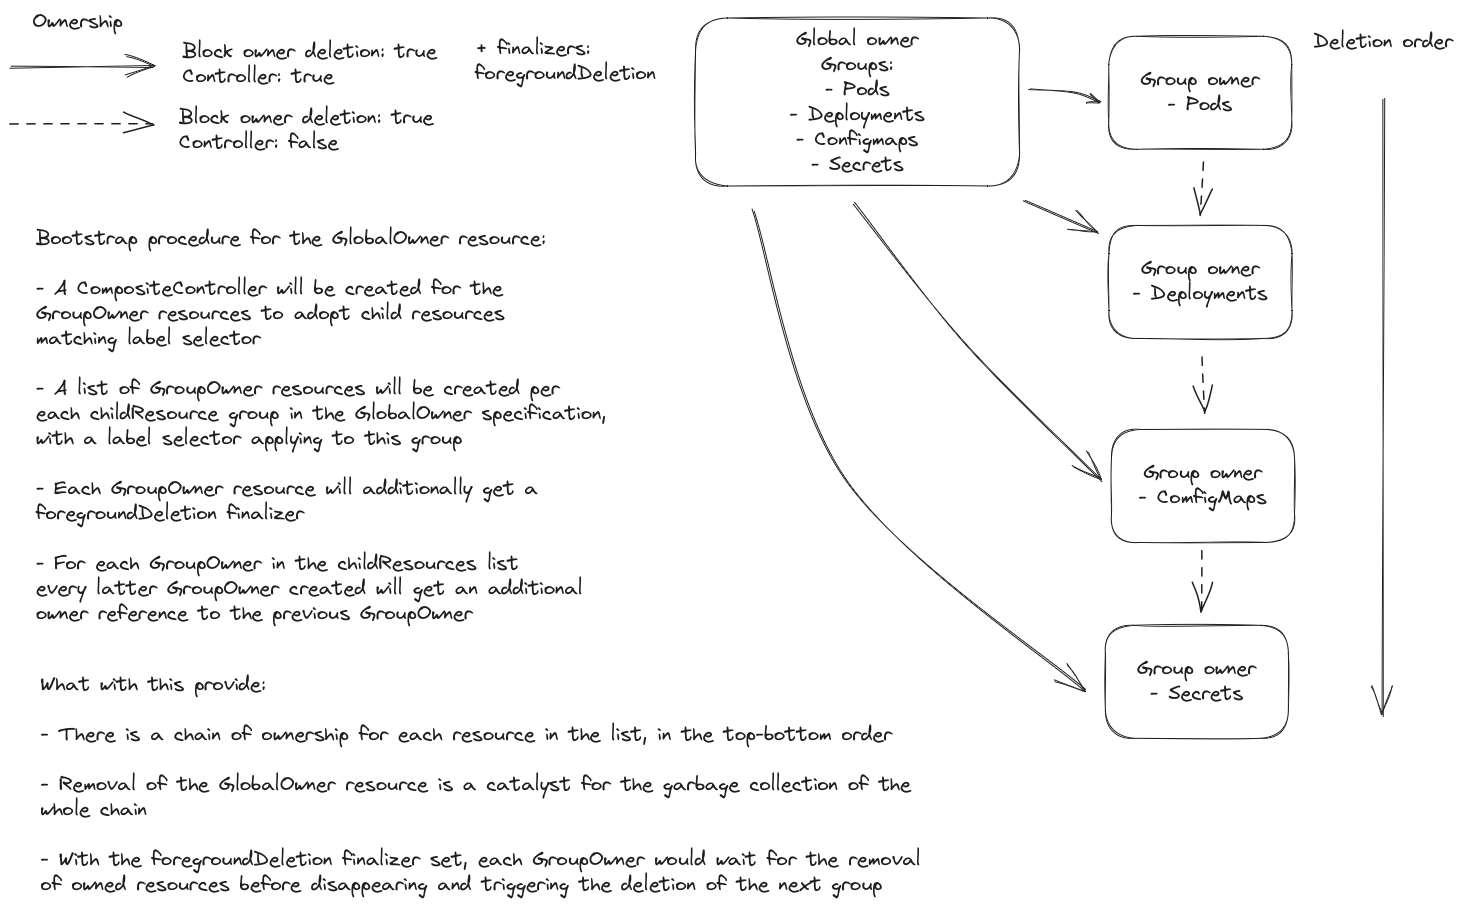 Ownership
Block owner deletion: true
Controller: true
+ finalizers:
foregroundDeletion
Block owner deletion: true
Controller: false
Global owner
Groups:
- Pods
- Deployments
- Configmaps
- Secrets
Group owner
- Pods
Deletion order
Group owner
- Deployments
Group owner
- ComfigMaps
Group owner
- Secrets
Bootstrap procedure for the GlobalOwner resource:
- A CompositeController will be created for the
GroupOwner resources to adopt child resources
matching label selector
- A list of GroupOwner resources will be created per
each childResource group in the GlobalOwner specification,
with a label selector applying to this group
- Each GroupOwner resource will additionally get a
foregroundDeletion finalizer
- For each GroupOwner in the childResources list
every latter GroupOwner created will get an additional
owner reference to the previous GroupOwner
What with this provide:
- There is a chain of ownership for each resource in the list, in the top-bottom order
- Removal of the GlobalOwner resource is a catalyst for the garbage collection of the
whole chain
- With the foregroundDeletion finalizer set, each GroupOwner would wait for the removal
of owned resources before disappearing and triggering the deletion of the next group